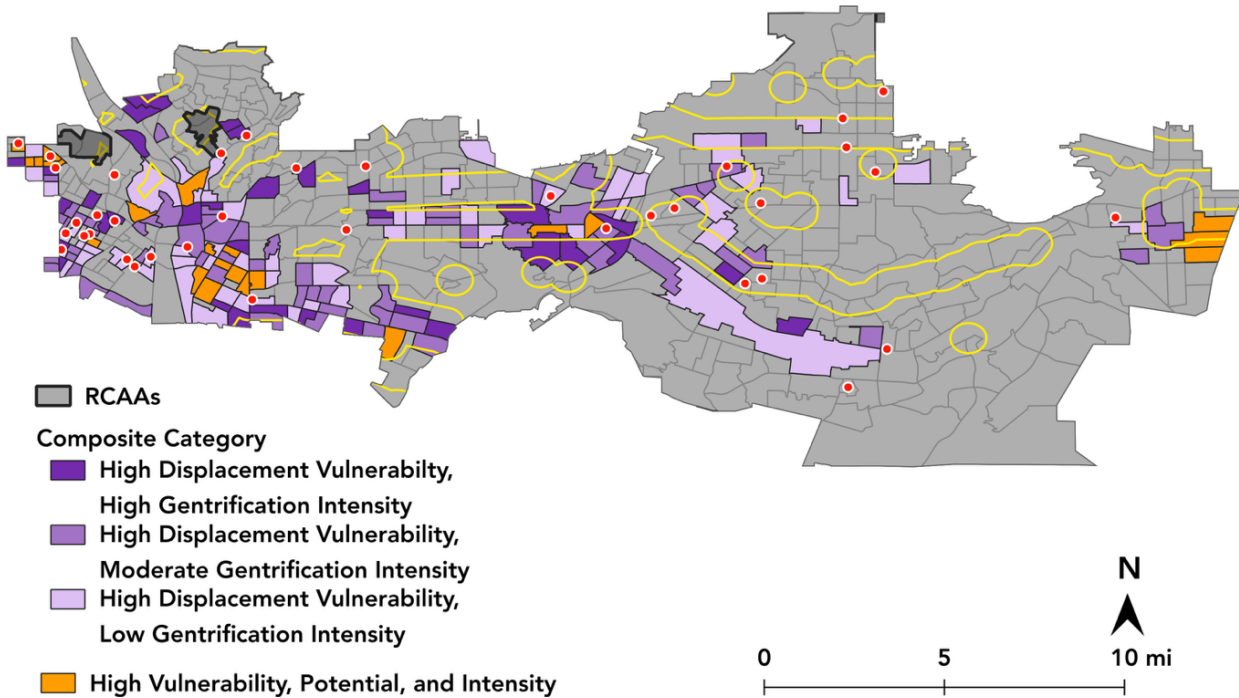 RCAAs
Composite Category
High Displacement Vulnerabilty,
High Gentrification Intensity
High Displacement Vulnerability,
Moderate Gentrification Intensity
High Displacement Vulnerability,
Low Gentrification Intensity
High Vulnerability, Potential, and Intensity
N
0 5 10 mi